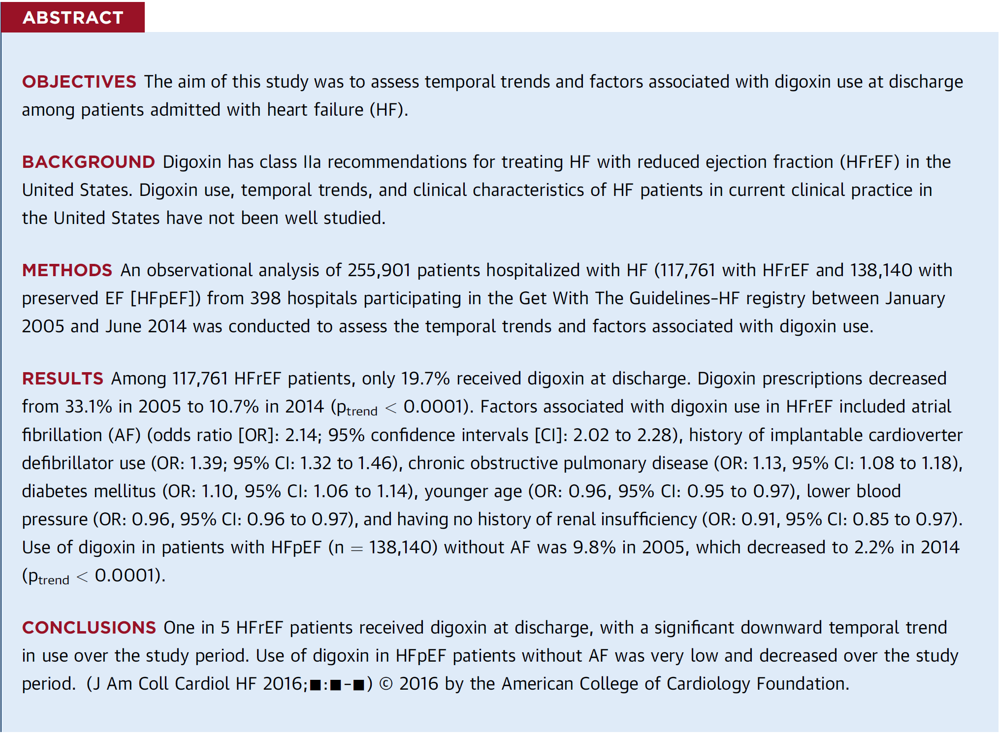 ABSTRACT
OBJECTIVES The aim of this study was to assess temporal trends and factors associated with digoxin use at discharge
among patients admitted with heart failure (HF).
BACKGROUND Digoxin has class IIa recommendations for treating HF with reduced ejection fraction (HFrEF) in the
United States. Digoxin use, temporal trends, and clinical characteristics of HF patients in current clinical practice in
the United States have not been well studied.
METHODS An observational analysis of 255,901 patients hospitalized with HF (117,761 with HFrEF and 138,140 with
preserved EF [HFpEF]) from 398 hospitals participating in the Get With The Guidelines-HF registry between January
2005 and June 2014 was conducted to assess the temporal trends and factors associated with digoxin use.
RESULTS Among 117,761 HFrEF patients, only 19.7% received digoxin at discharge. Digoxin prescriptions decreased
from 33.1% in 2005 to 10.7% in 2014 (ptrend < 0.0001). Factors associated with digoxin use in HFrEF included atrial
fibrillation (AF) (odds ratio [OR]: 2.14; 95% confidence intervals [CI]: 2.02 to 2.28), history of implantable cardioverter
defibrillator use (OR: 1.39; 95% CI: 1.32 to 1.46), chronic obstructive pulmonary disease (OR: 1.13, 95% CI: 1.08 to 1.18),
diabetes mellitus (OR: 1.10, 95% CI: 1.06 to 1.14), younger age (OR: 0.96, 95% CI: 0.95 to 0.97), lower blood
pressure (OR: 0.96, 95% CI: 0.96 to 0.97), and having no history of renal insufficiency (OR: 0.91, 95% CI: 0.85 to 0.97).
Use of digoxin in patients with HFpEF (n = 138,140) without AF was 9.8% in 2005, which decreased to 2.2% in 2014
(ptrend < 0.0001).
CONCLUSIONS One in 5 HFrEF patients received digoxin at discharge, with a significant downward temporal trend
in use over the study period. Use of digoxin in HFpEF patients without AF was very low and decreased over the study
period. (J Am Coll Cardiol HF 2016;■:■-■) © 2016 by the American College of Cardiology Foundation.